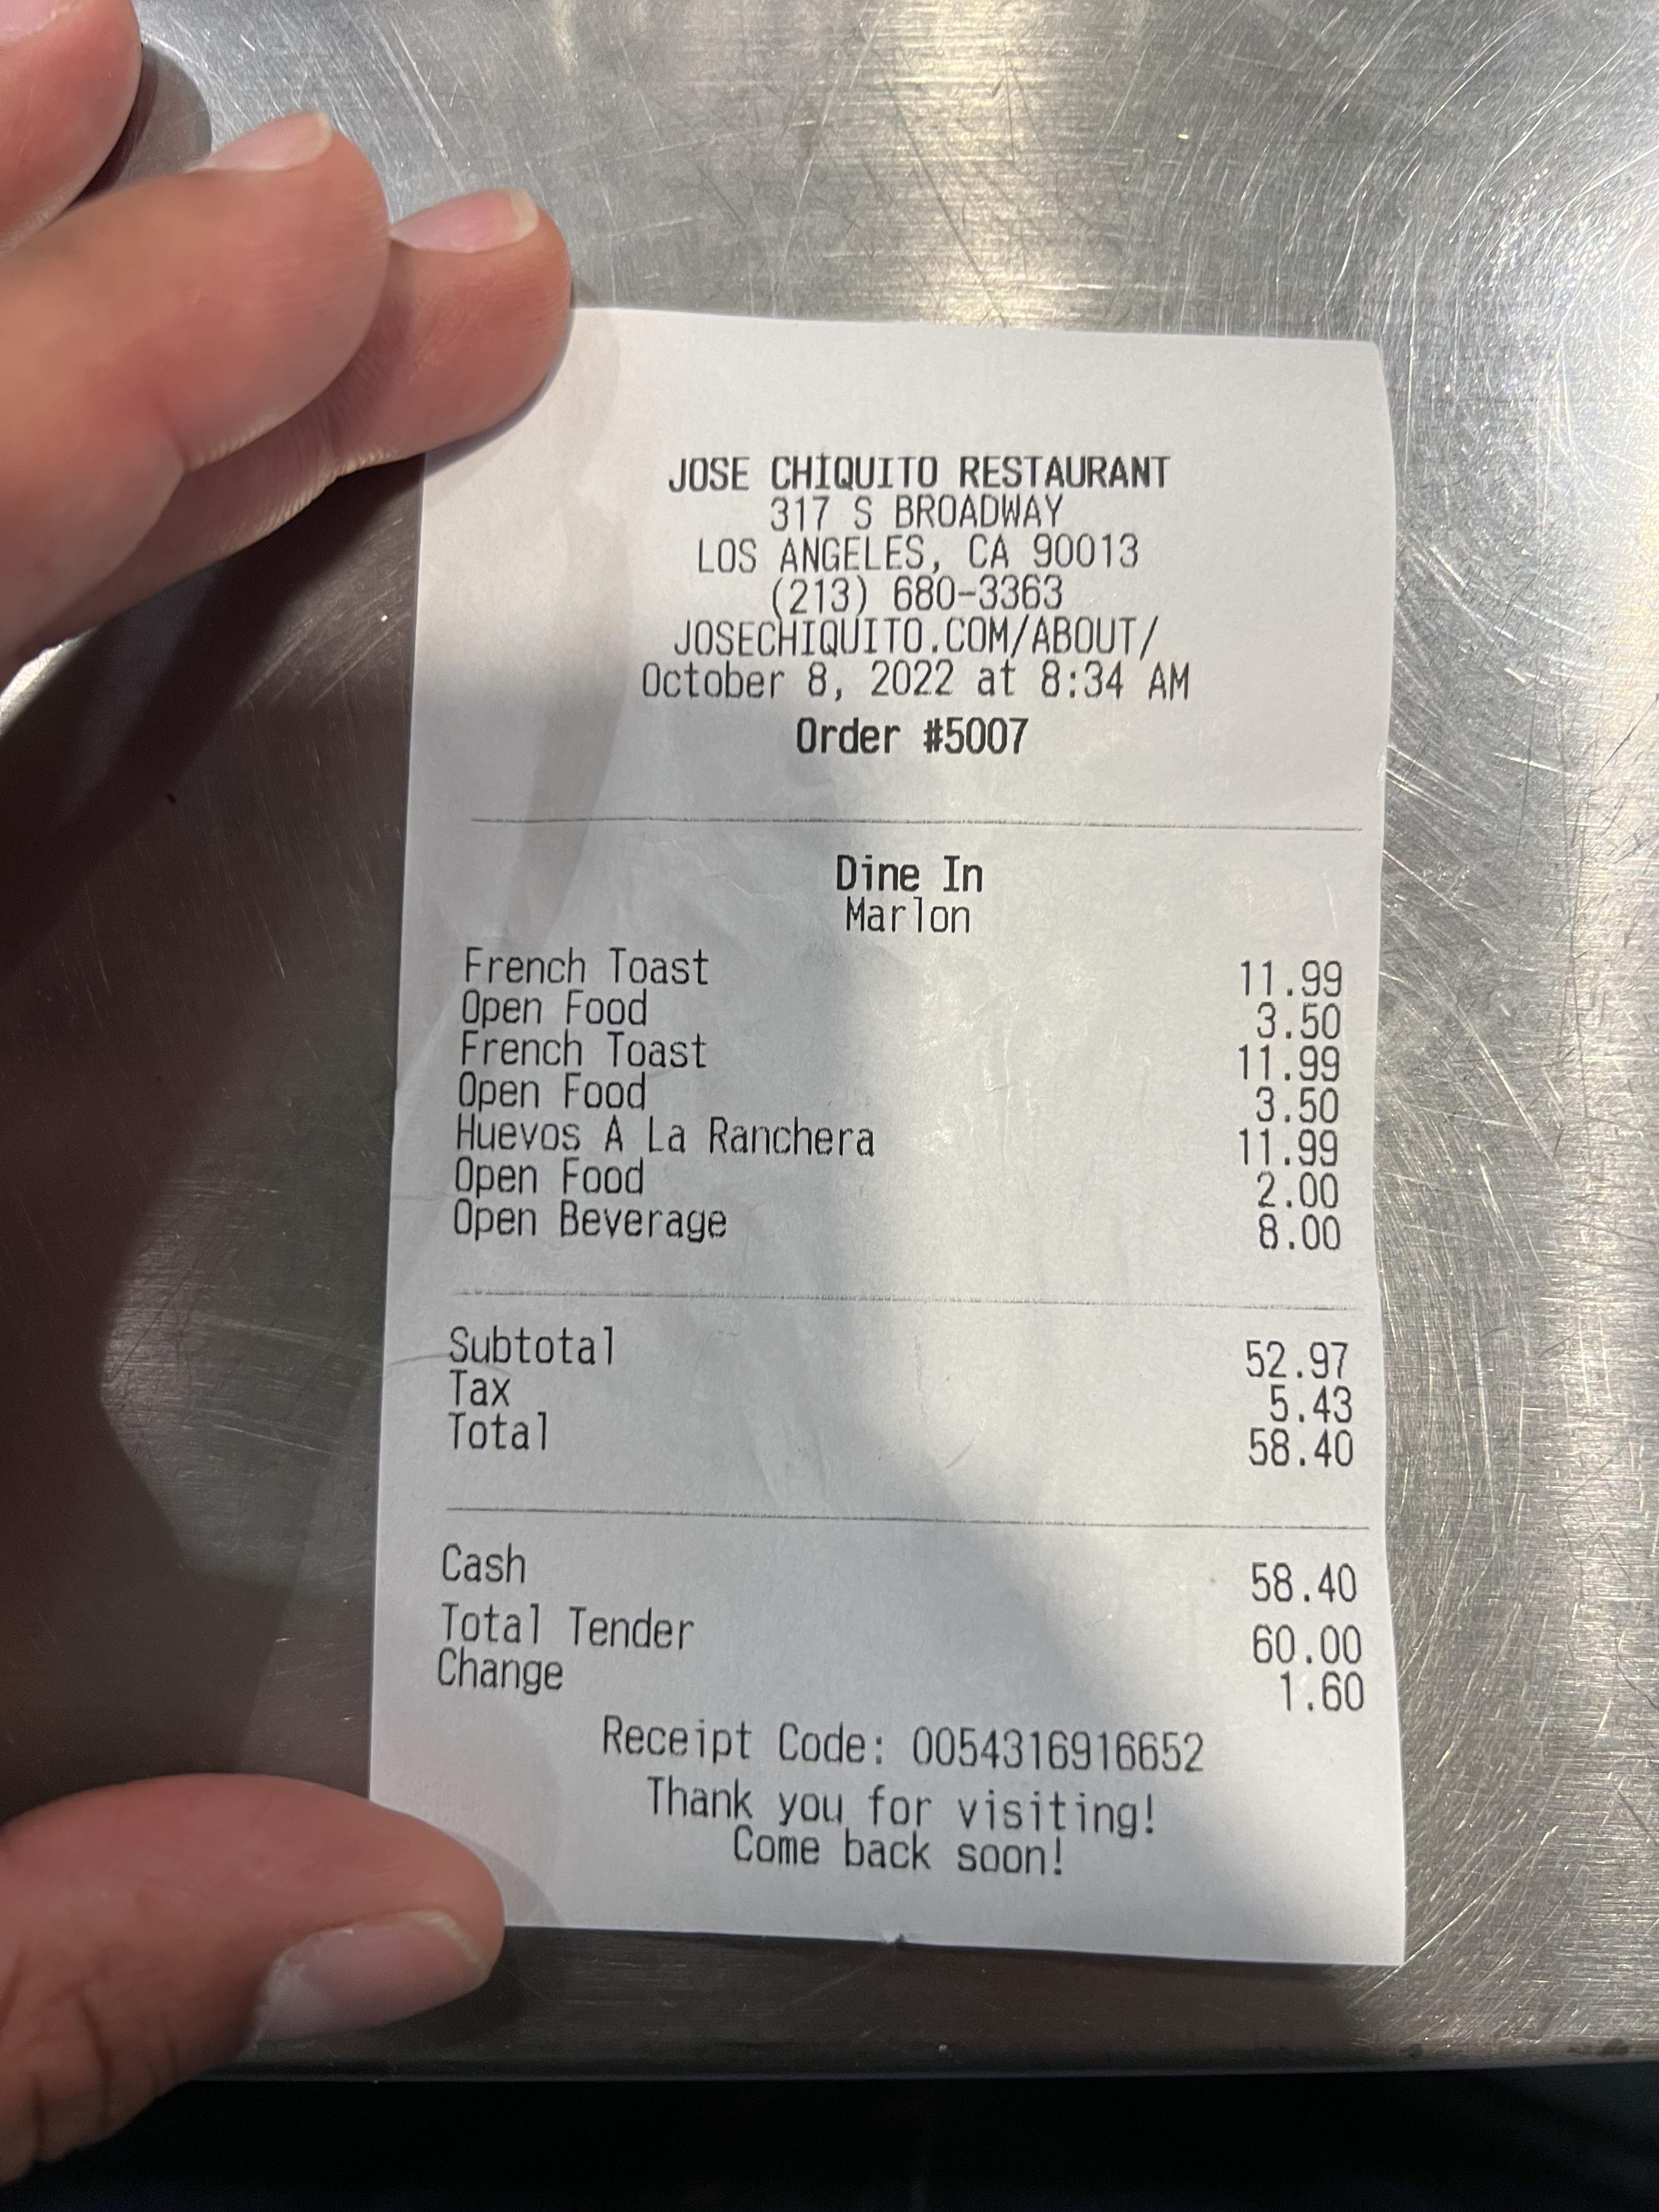 JOSE CHIQUITO RESTAURANT
317 S BROADWAY
LOS ANGELES, CA 90013
(213) 680-3363
JOSECHIQUITO.COM/ABOUT/
October 8, 2022 at 8:34 AM
Order #5007
Dine In
Marlon
French Toast 11.99
Open Food 3.50
French Toast 11.99
Open Food 3.50
Huevos A La Ranchera 11.99
Open Food 2.00
Open Beverage 8.00
Subtotal 52.97
Tax 5.43
Total 58.40
Cash 58.40
Total Tender 60.00
Change 1.60
Receipt Code: 0054316916652
Thank you for visiting!
Come back soon!